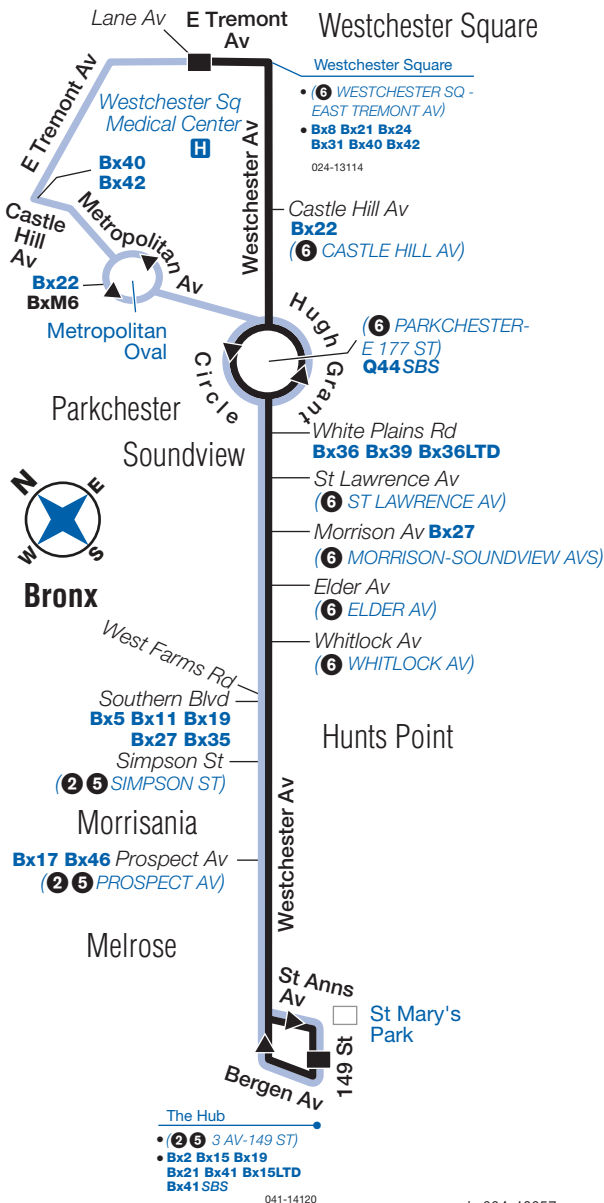 Lane Av
E Tremont
Av
Westchester Square
Westchester Square
• (6 WESTCHESTER SQ -
EAST TREMONT AV)
• Bx8 Bx21 Bx24
Bx31 Bx40 Bx42
024-13114
E Tremont Av
Westchester Sq
Medical Center
H
Bx40
Bx42
Westchester Av
Castle Hill Av
Bx22
(6 CASTLE HILL AV)
Castle
Hill
Av
Metropolitan Av
Bx22
BxM6
Metropolitan
Oval
Hugh Grant
Circle
(6 PARKCHESTER-
E 177 ST)
Q44 SBS
Parkchester
Soundview
White Plains Rd
Bx36 Bx39 Bx36LTD
St Lawrence Av
(6 ST LAWRENCE AV)
N
E
W
S
Bronx
Morrison Av Bx27
(6 MORRISON-SOUNDVIEW AVS)
Elder Av
(6 ELDER AV)
Whitlock Av
(6 WHITLOCK AV)
West Farms Rd
Southern Blvd
Bx5 Bx11 Bx19
Bx27 Bx35
Hunts Point
Simpson St
(2 5 SIMPSON ST)
Morrisania
Bx17 Bx46 Prospect Av
(2 5 PROSPECT AV)
Westchester Av
Melrose
St Anns
Av
St Mary's
Park
149 St
Bergen Av
The Hub
• (2 5 3 AV-149 ST)
• Bx2 Bx15 Bx19
Bx21 Bx41 Bx15LTD
Bx41 SBS
041-14120